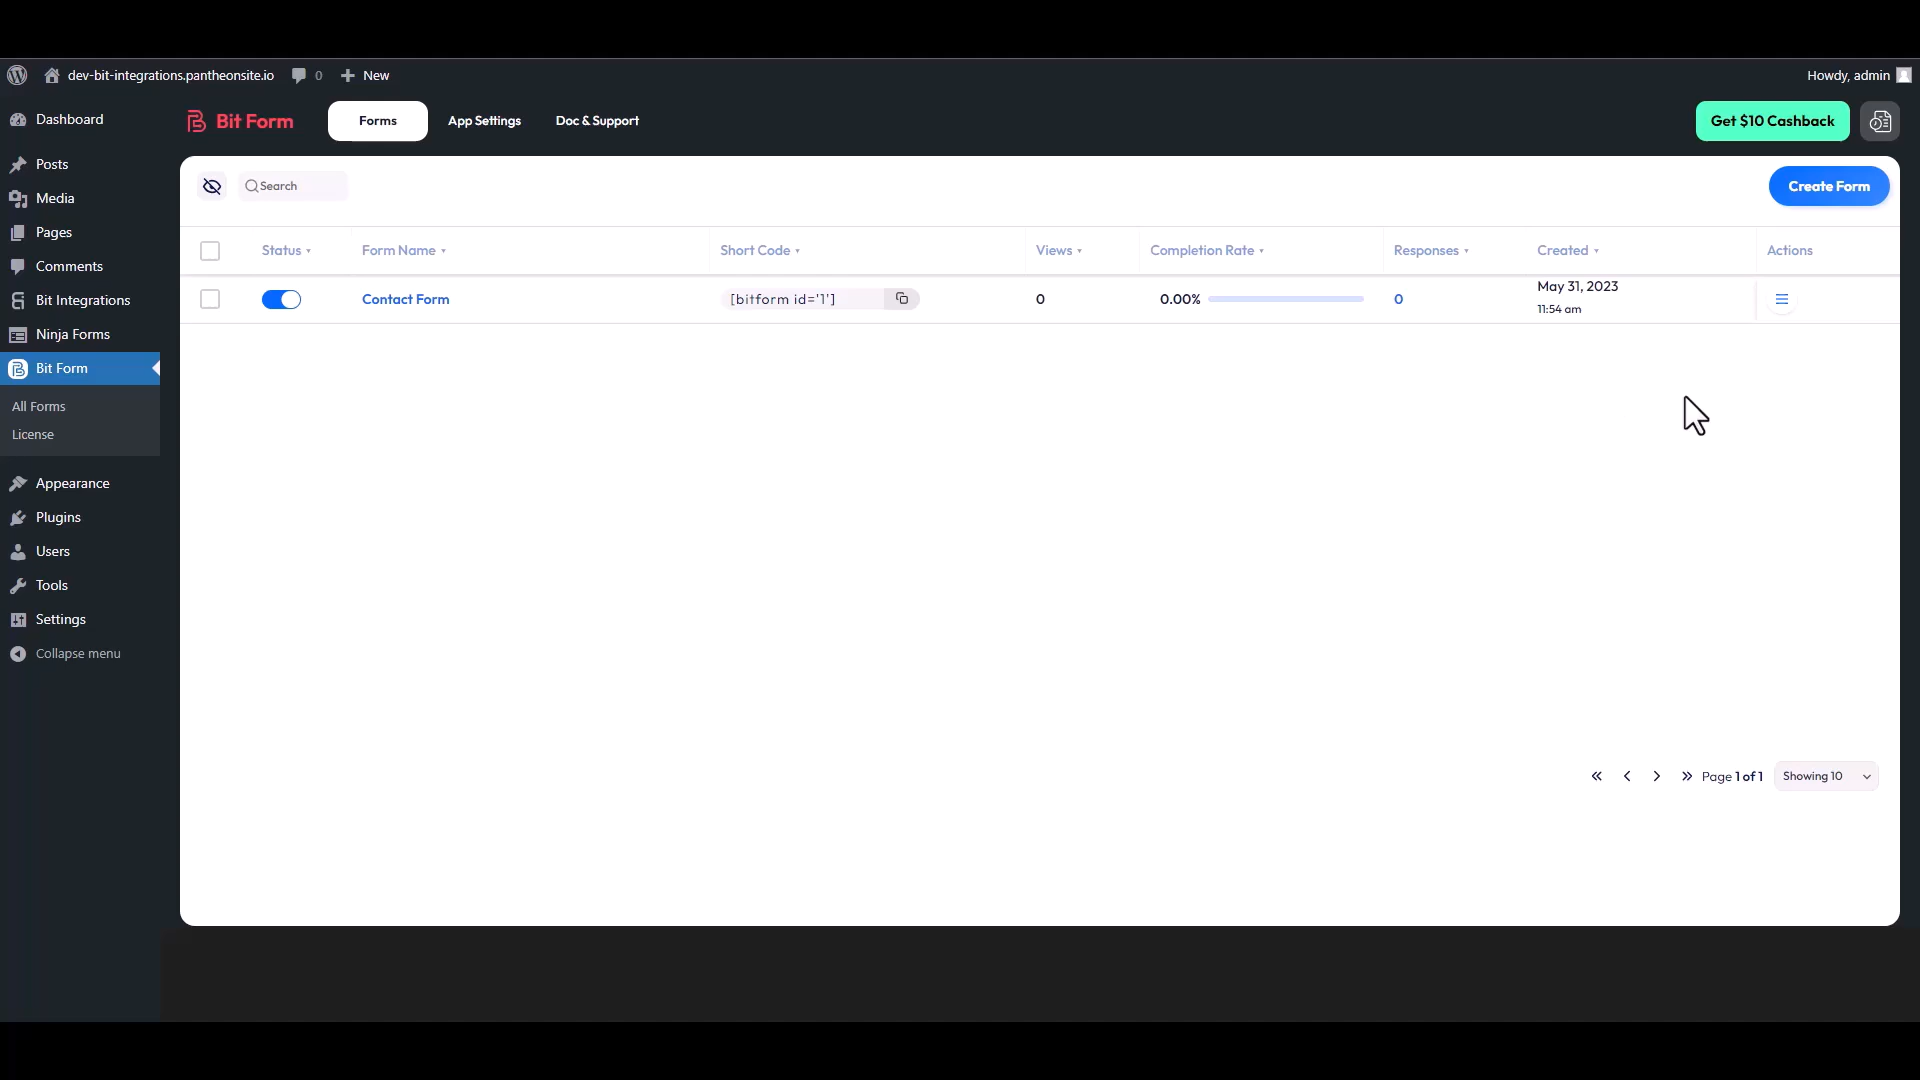 dev-bit-integrations.pantheonsite.io 0 New Howdy, admin
Dashboard
Posts
Media
Pages
Comments
Bit Integrations
Ninja Forms
Bit Form
All Forms
License
Appearance
Plugins
Users
Tools
Settings
Collapse menu
Bit Form Forms App Settings Doc & Support Get $10 Cashback
Search Create Form
Status Form Name Short Code Views Completion Rate Responses Created Actions
Contact Form [bitform id='1'] 0 0.00% 0 May 31, 2023
11:54 am
Page 1 of 1 Showing 10